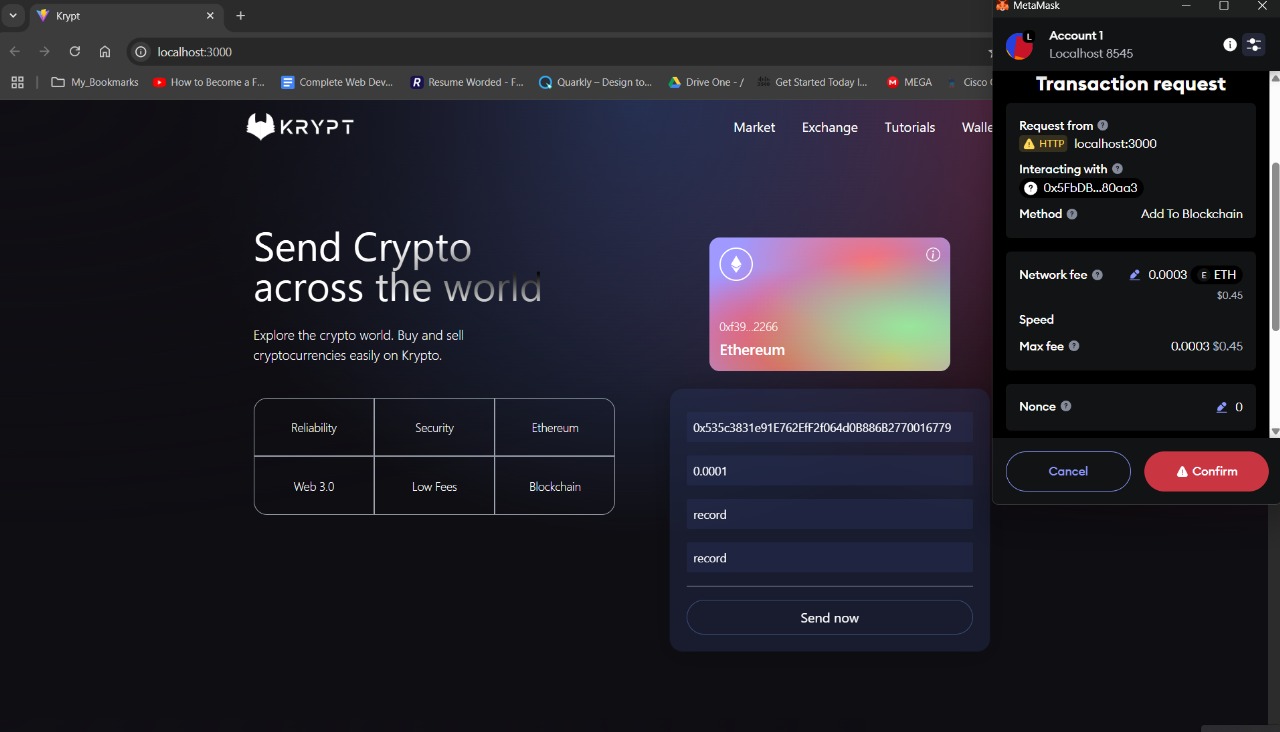 Krypt
localhost:3000
My_Bookmarks
How to Become a F...
Complete Web Dev...
Resume Worded - F...
Quarkly – Design to...
Drive One - /
Get Started Today I...
MEGA
Cisco
KRYPT
Market
Exchange
Tutorials
Walle
Send Crypto
across the world
Explore the crypto world. Buy and sell
cryptocurrencies easily on Krypto.
Reliability
Security
Ethereum
Web 3.0
Low Fees
Blockchain
0xf39...2266
Ethereum
0x535c3831e91E762EfF2f064d0B886B2770016779
0.0001
record
record
Send now
MetaMask
L
Account 1
Localhost 8545
Transaction request
Request from
HTTP localhost:3000
Interacting with
0x5FbDB...80aa3
Method Add To Blockchain
Network fee 0.0003 E ETH
$0.45
Speed
Max fee 0.0003 $0.45
Nonce 0
Cancel
Confirm